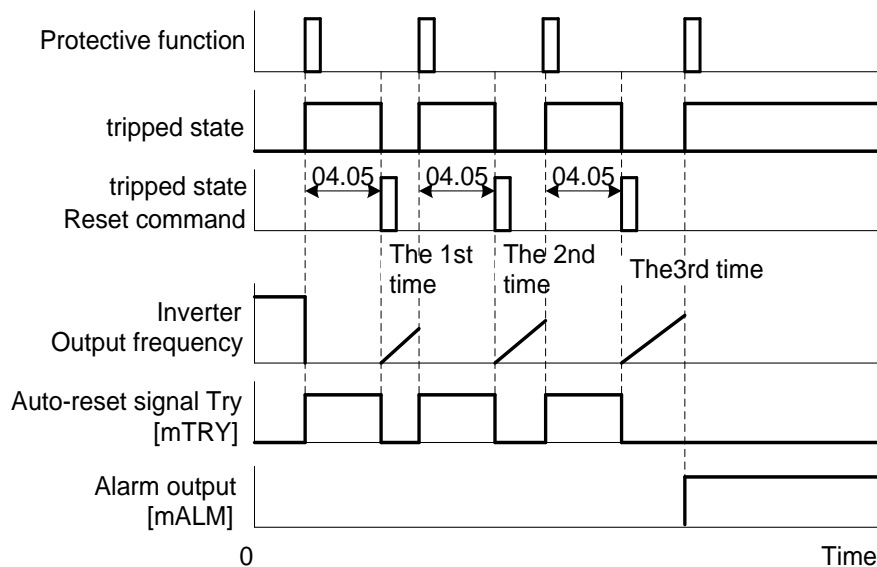 Protective function
tripped state
tripped state
Reset command
04.05
04.05
04.05
The 1st
time
The 2nd
time
The3rd time
Inverter
Output frequency
Auto-reset signal Try
[mTRY]
Alarm output
[mALM]
0
Time